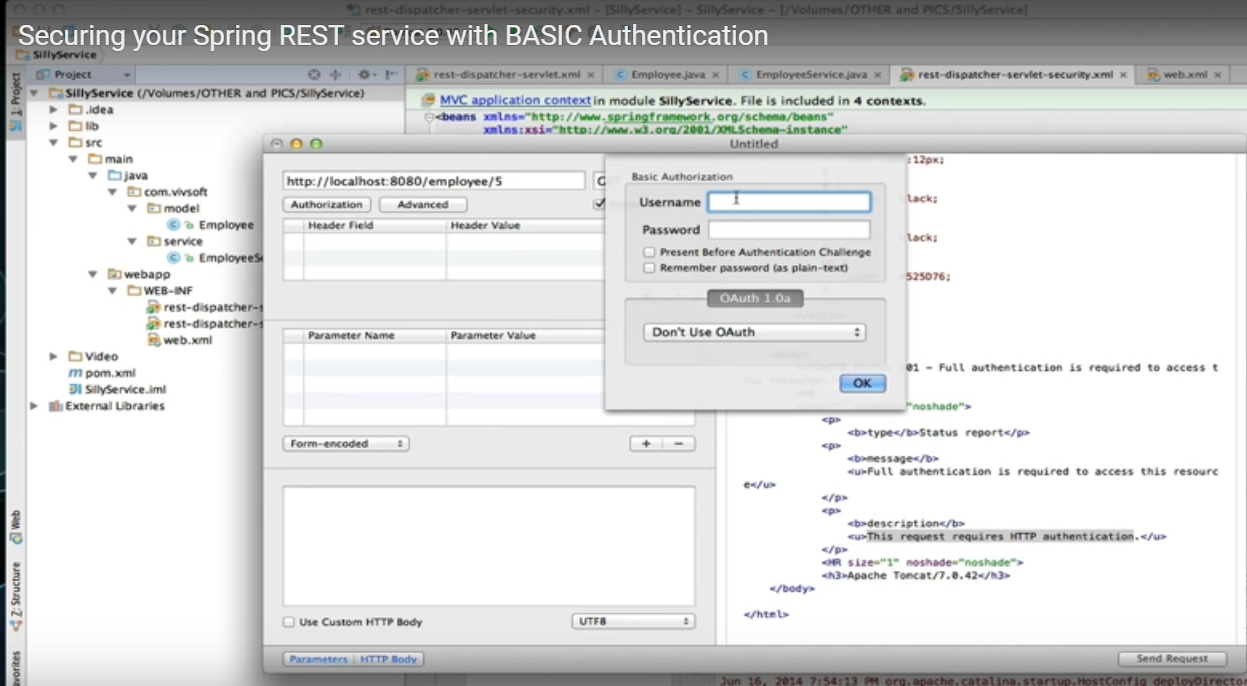 rest-dispatcher-servlet-security.xml - [SillyService] - SillyService - [/Volumes/OTHER and PICS/SillyService]
Securing your Spring REST service with BASIC Authentication
SillyService
Project
rest-dispatcher-servlet.xml
Employee.java
EmployeeService.java
rest-dispatcher-servlet-security.xml
web.xml
1: Project
SillyService (/Volumes/OTHER and PICS/SillyService)
MVC application context in module SillyService. File is included in 4 contexts.
.idea
<beans xmlns="http://www.springframework.org/schema/beans"
lib
xmlns:xsi="http://www.w3.org/2001/XMLSchema-instance"
src
main
java
com.vivsoft
model
Employee
service
EmployeeSe
webapp
WEB-INF
rest-dispatcher-s
rest-dispatcher-s
web.xml
Video
pom.xml
SillyService.iml
External Libraries
Web
Z: Structure
avorites
Untitled
http://localhost:8080/employee/5
G
Authorization
Advanced
Header Field
Header Value
Parameter Name
Parameter Value
Form-encoded
+
−
Use Custom HTTP Body
UTF8
Parameters
HTTP Body
Send Request
Basic Authorization
Username
Password
Present Before Authentication Challenge
Remember password (as plain-text)
OAuth 1.0a
Don't Use OAuth
OK
:12px;
lack;
lack;
525076;
01 - Full authentication is required to access t
"noshade">
<p>
<b>type</b>Status report</p>
<p>
<b>message</b>
<u>Full authentication is required to access this resourc
e</u>
</p>
<p>
<b>description</b>
<u>This request requires HTTP authentication.</u>
</p>
<HR size="1" noshade="noshade">
<h3>Apache Tomcat/7.0.42</h3>
</body>
</html>
Jun 16, 2014 7:54:13 PM org.apache.catalina.startup.HostConfig deployDirector